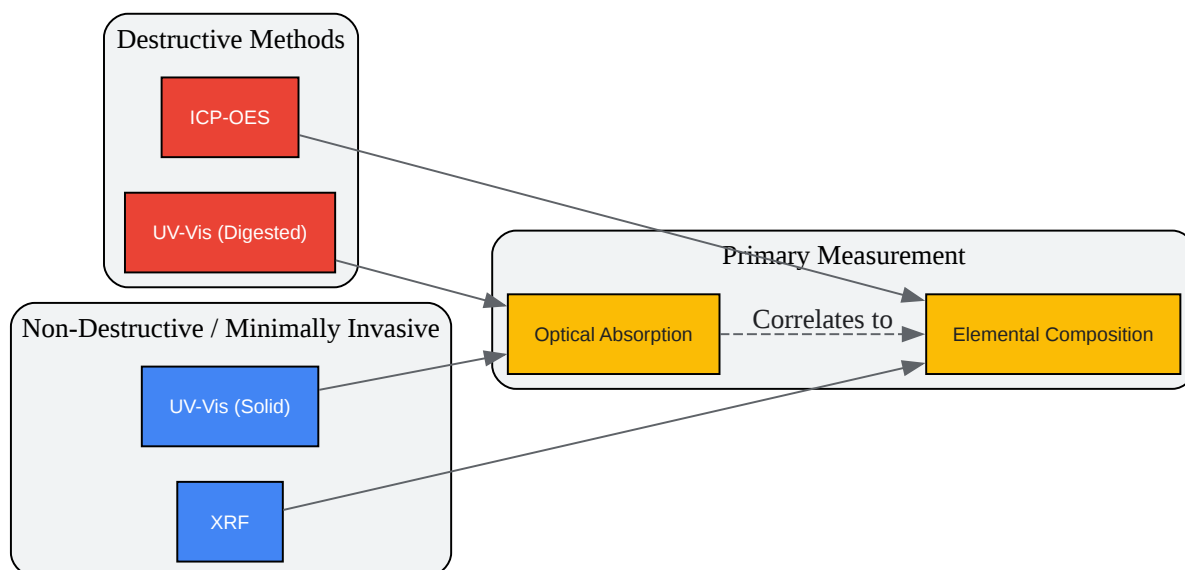 Destructive Methods
ICP-OES
UV-Vis (Digested)
Primary Measurement
Optical Absorption
Correlates to
Elemental Composition
Non-Destructive / Minimally Invasive
UV-Vis (Solid)
XRF